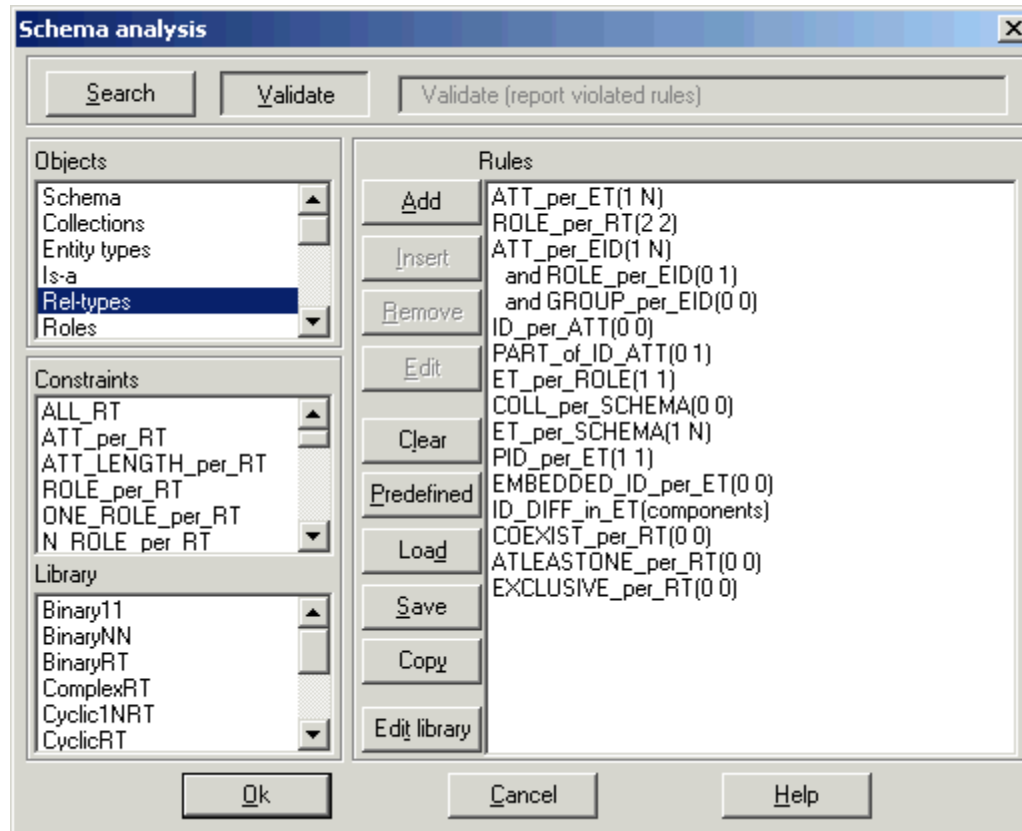 Schema analysis
Search
Validate
Validate (report violated rules)
Objects
Schema
Collections
Entity types
Is-a
Rel-types
Roles
Constraints
ALL_RT
ATT_per_RT
ATT_LENGTH_per_RT
ROLE_per_RT
ONE_ROLE_per_RT
N_ROLE_per_RT
Library
Binary11
BinaryNN
BinaryRT
ComplexRT
Cyclic1NRT
CyclicRT
Rules
Add
Insert
Remove
Edit
Clear
Predefined
Load
Save
Copy
Edit library
ATT_per_ET(1 N)
ROLE_per_RT(2 2)
ATT_per_EID(1 N)
and ROLE_per_EID(0 1)
and GROUP_per_EID(0 0)
ID_per_ATT(0 0)
PART_of_ID_ATT(0 1)
ET_per_ROLE(1 1)
COLL_per_SCHEMA(0 0)
ET_per_SCHEMA(1 N)
PID_per_ET(1 1)
EMBEDDED_ID_per_ET(0 0)
ID_DIFF_in_ET(components)
COEXIST_per_RT(0 0)
ATLEASTONE_per_RT(0 0)
EXCLUSIVE_per_RT(0 0)
Ok
Cancel
Help